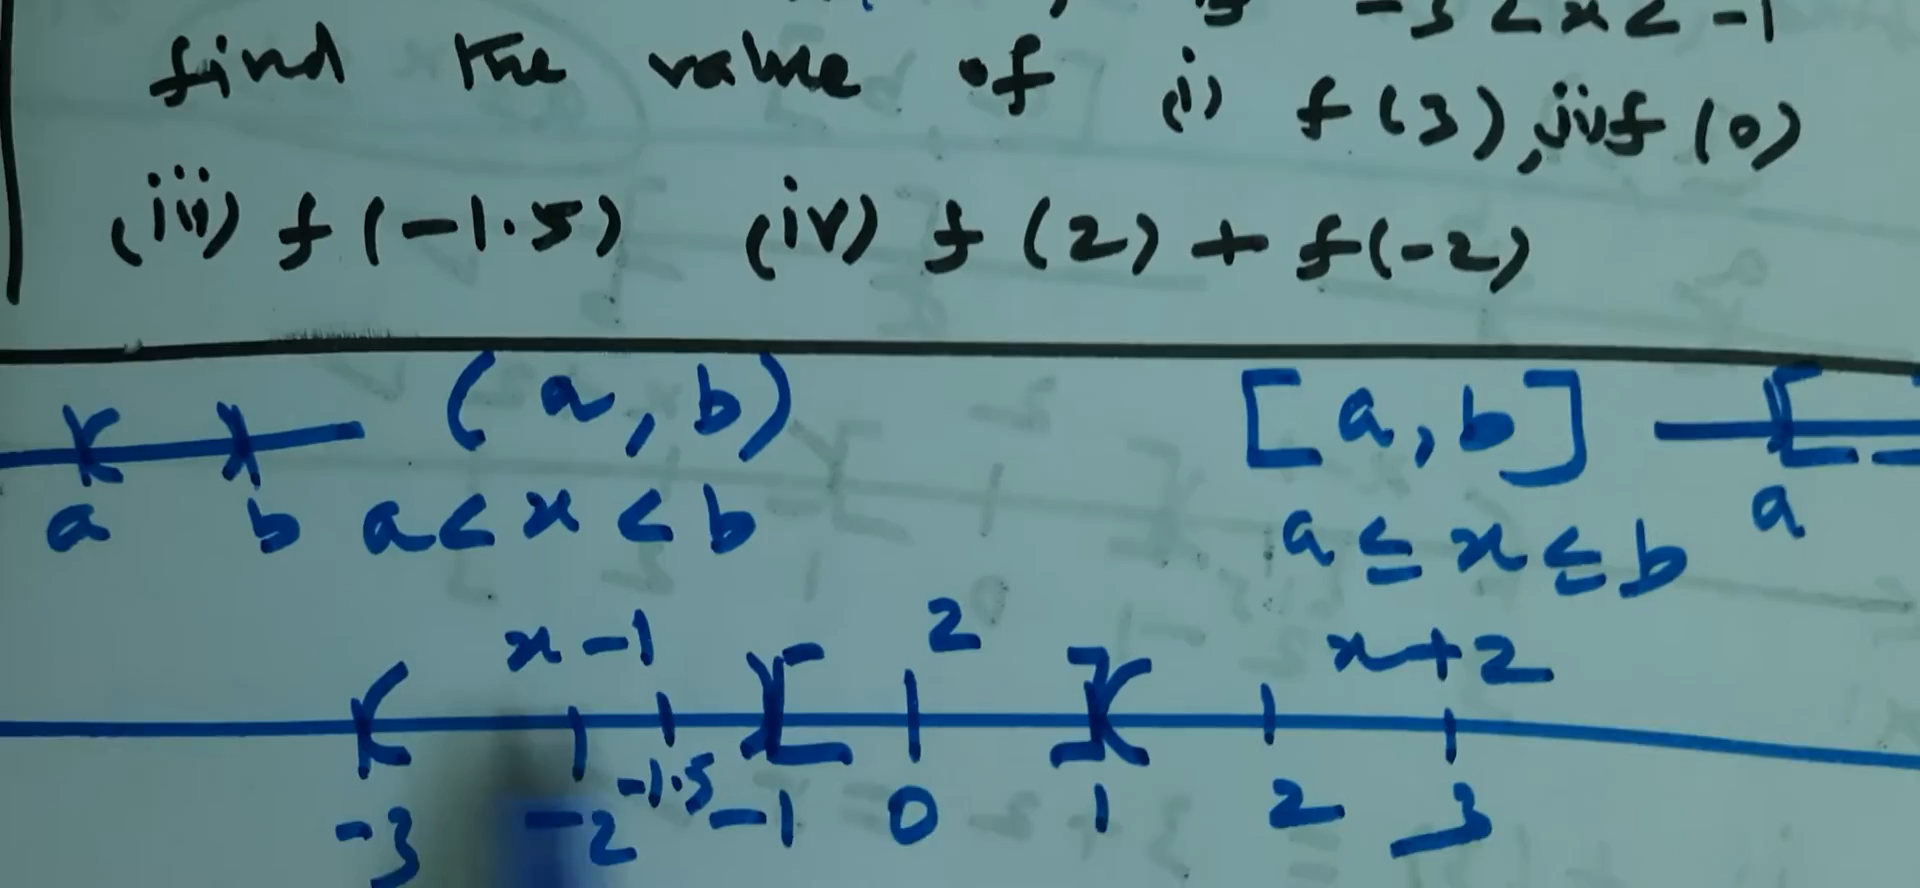 -3 < x < -1
find the value of (i) f(3), ii) f(0)
(iii) f(-1.5) (iv) f(2) + f(-2)
(a, b) [a, b]
a b a < x < b a ≤ x ≤ b a
x-1 2 x+2
-3 -2 -1.5 -1 0 1 2 3